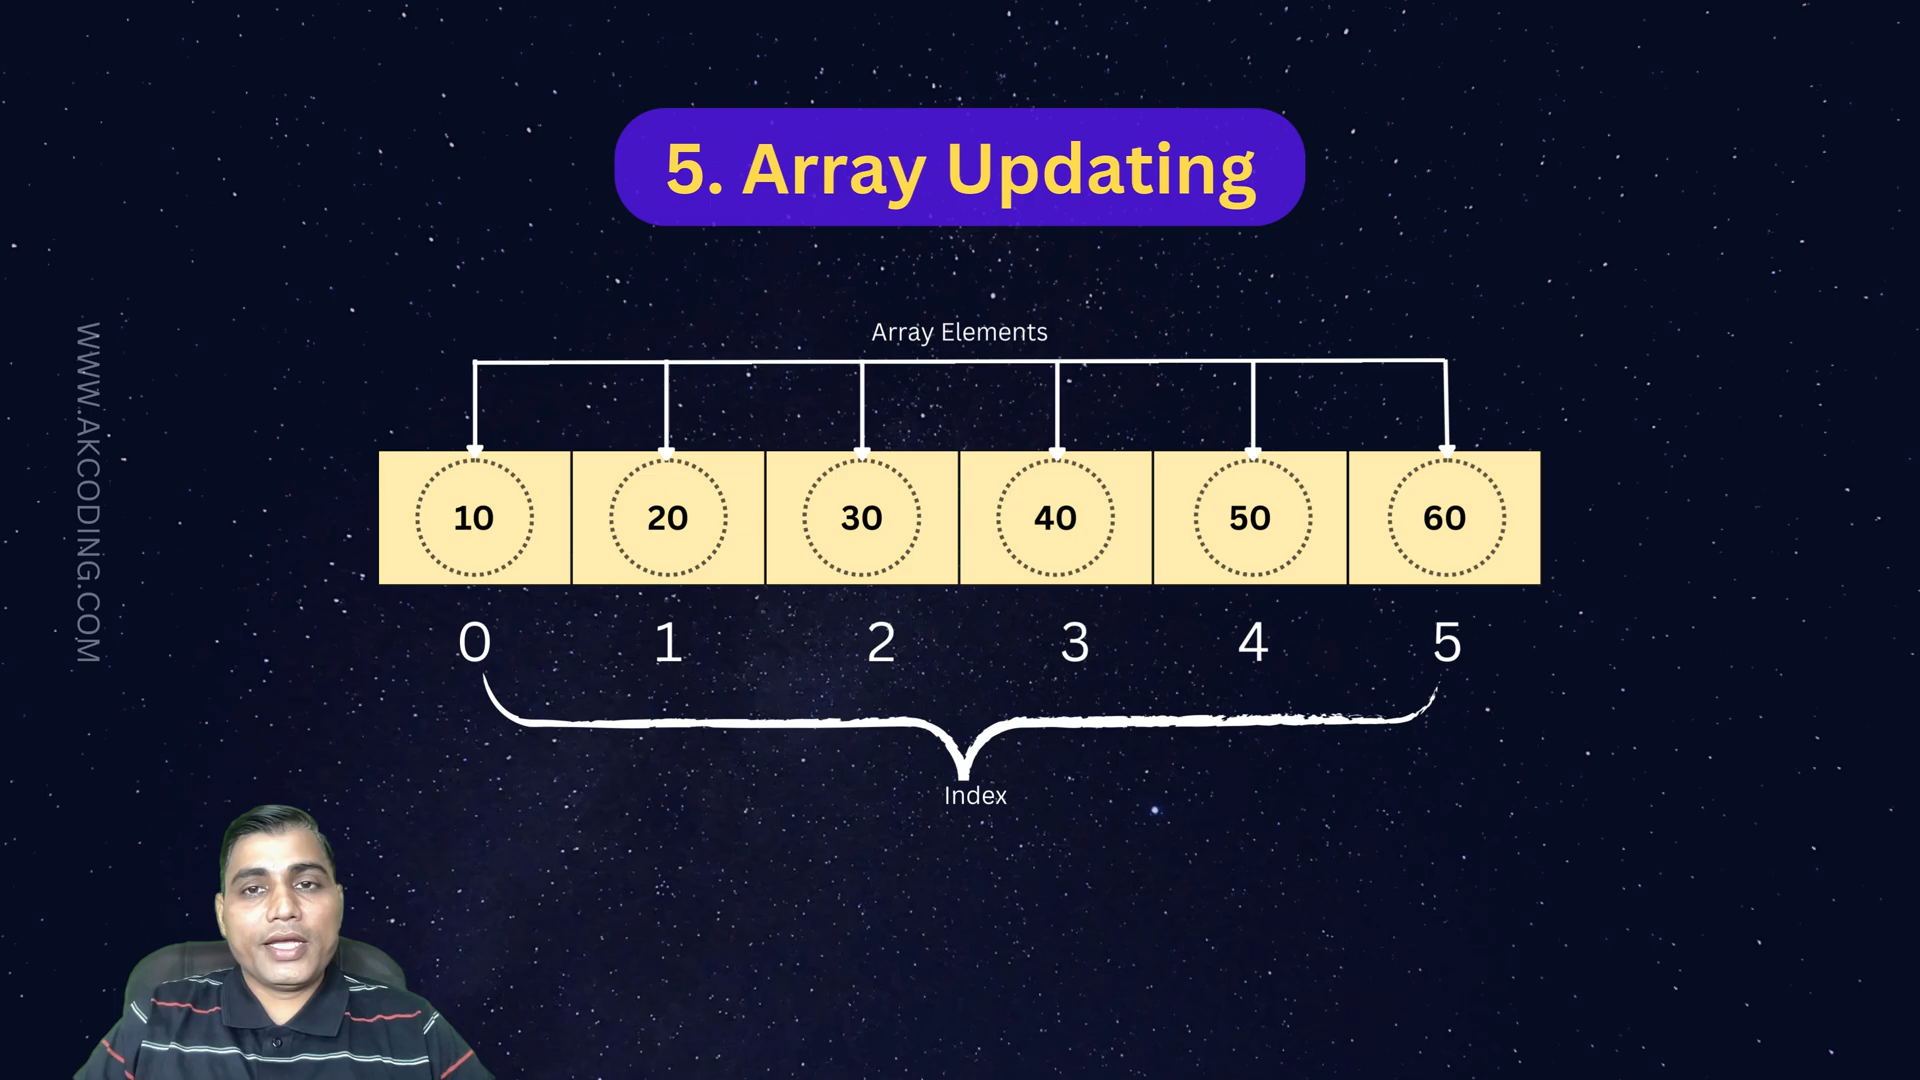 5. Array Updating
Array Elements
10 20 30 40 50 60
0 1 2 3 4 5
Index
WWW.AKCODING.COM